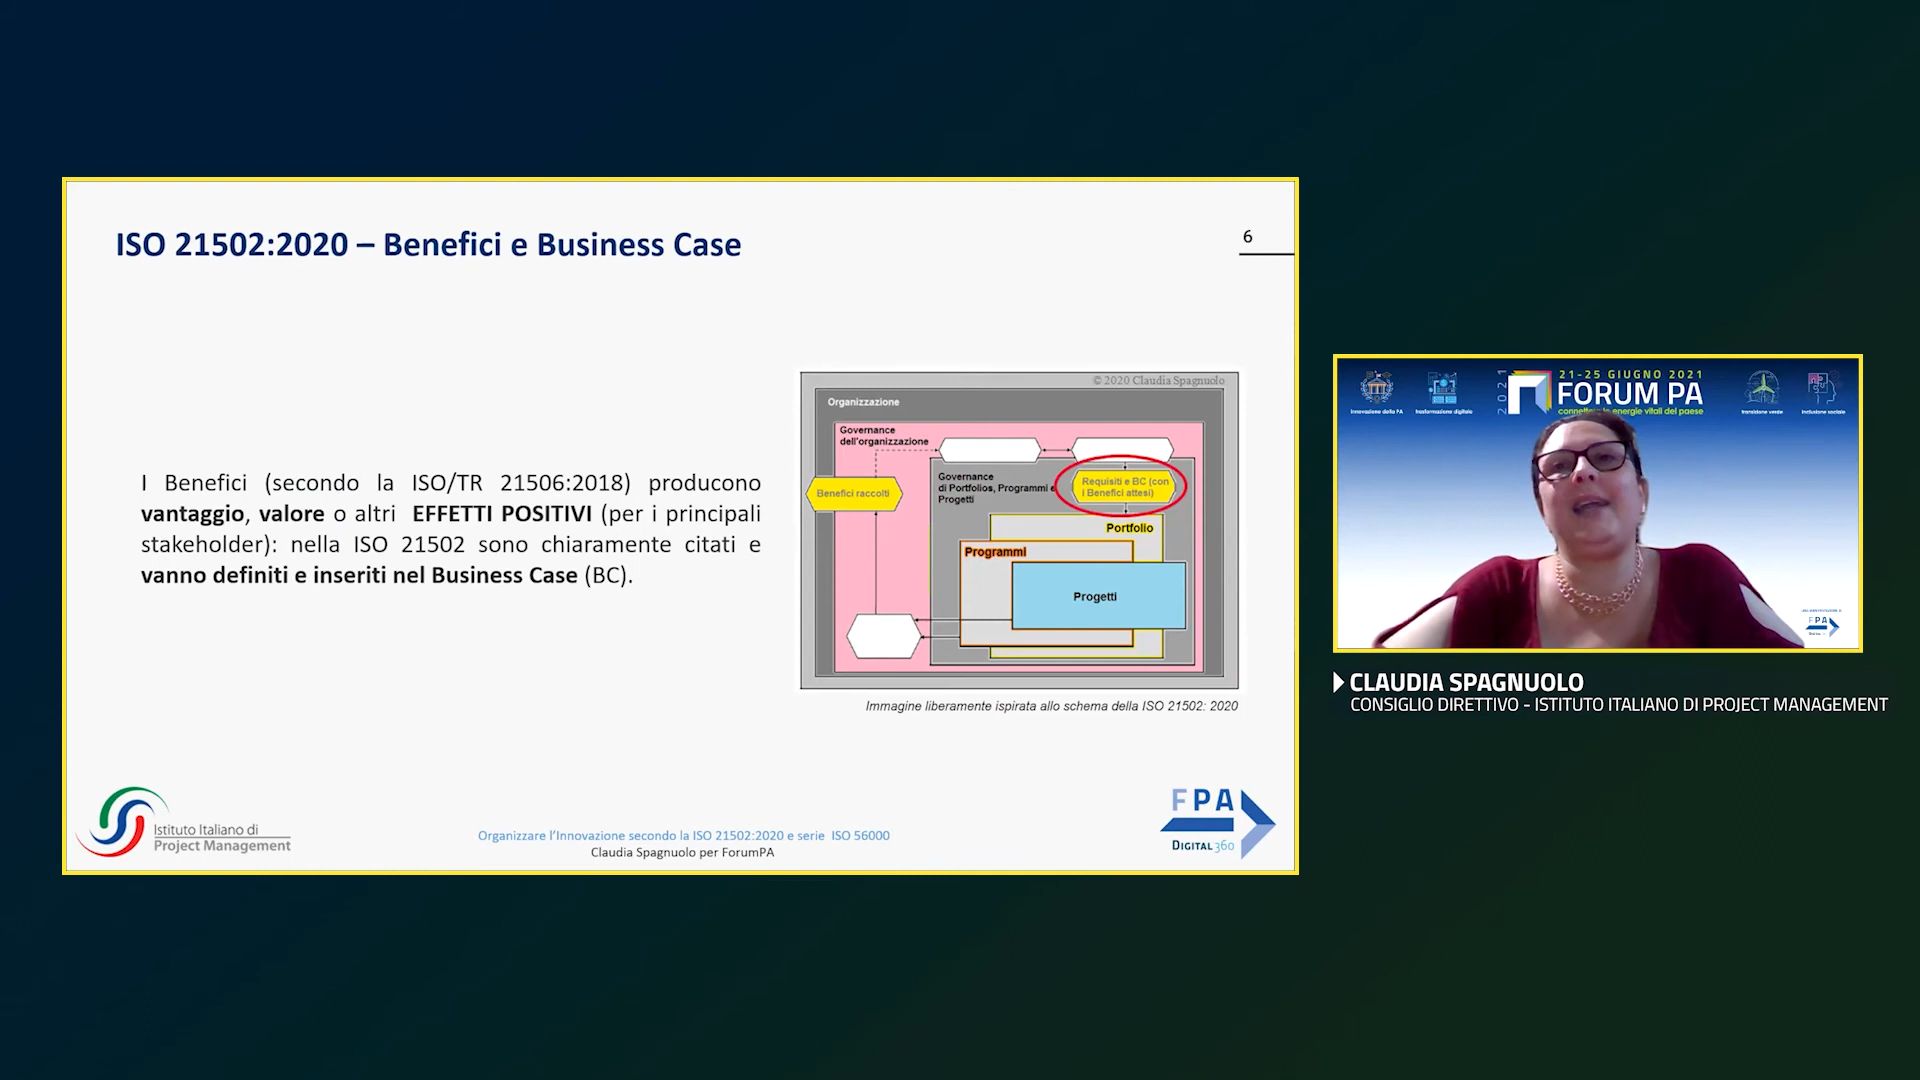 ISO 21502:2020 – Benefici e Business Case
6
I Benefici (secondo la ISO/TR 21506:2018) producono
vantaggio, valore o altri EFFETTI POSITIVI (per i principali
stakeholder): nella ISO 21502 sono chiaramente citati e
vanno definiti e inseriti nel Business Case (BC).
© 2020 Claudia Spagnuolo
Organizzazione
Governance
dell'organizzazione
Benefici raccolti
Governance
di Portfolios, Programmi e
Progetti
Requisiti e BC (con
i Benefici attesi)
Portfolio
Programmi
Progetti
Immagine liberamente ispirata allo schema della ISO 21502: 2020
Istituto Italiano di
Project Management
Organizzare l'Innovazione secondo la ISO 21502:2020 e serie ISO 56000
Claudia Spagnuolo per ForumPA
FPA
DIGITAL360
2021
21-25 GIUGNO 2021
FORUM PA
connettere le energie vitali del paese
innovazione della PA
trasformazione digitale
transizione verde
inclusione sociale
FPA
CLAUDIA SPAGNUOLO
CONSIGLIO DIRETTIVO - ISTITUTO ITALIANO DI PROJECT MANAGEMENT